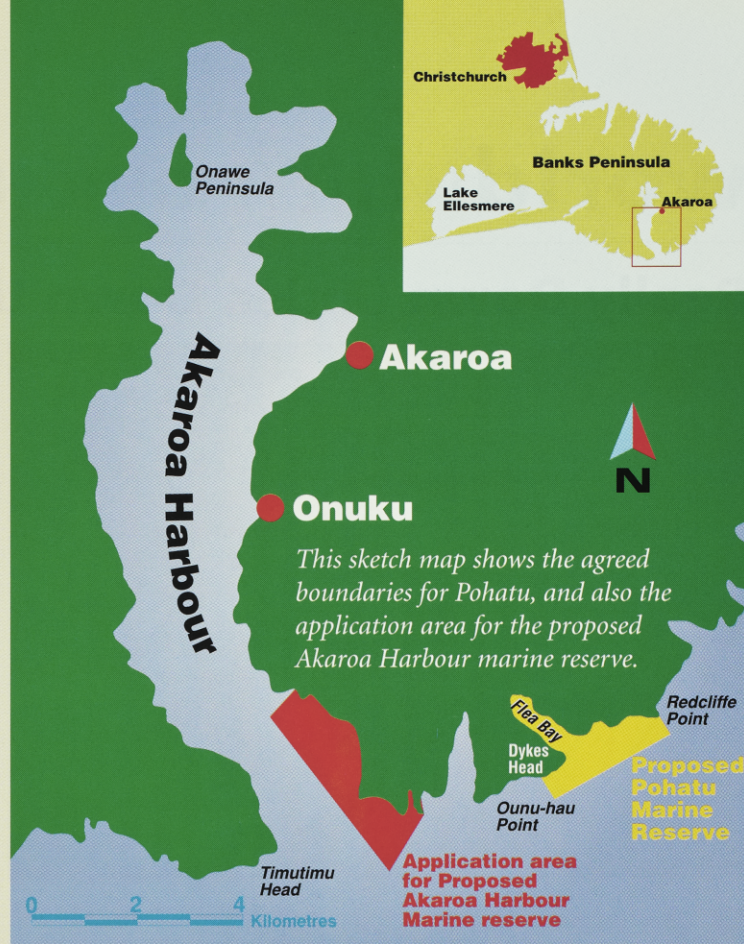 Christchurch
Banks Peninsula
Lake
Ellesmere
Akaroa
Onawe
Peninsula
Akaroa
Akaroa Harbour
N
Onuku
This sketch map shows the agreed
boundaries for Pohatu, and also the
application area for the proposed
Akaroa Harbour marine reserve.
Redcliffe
Point
Flea Bay
Dykes
Head
Proposed
Pohatu
Marine
Reserve
Ounu-hau
Point
Timutimu
Head
Application area
for Proposed
Akaroa Harbour
Marine reserve
0 2 4
Kilometres